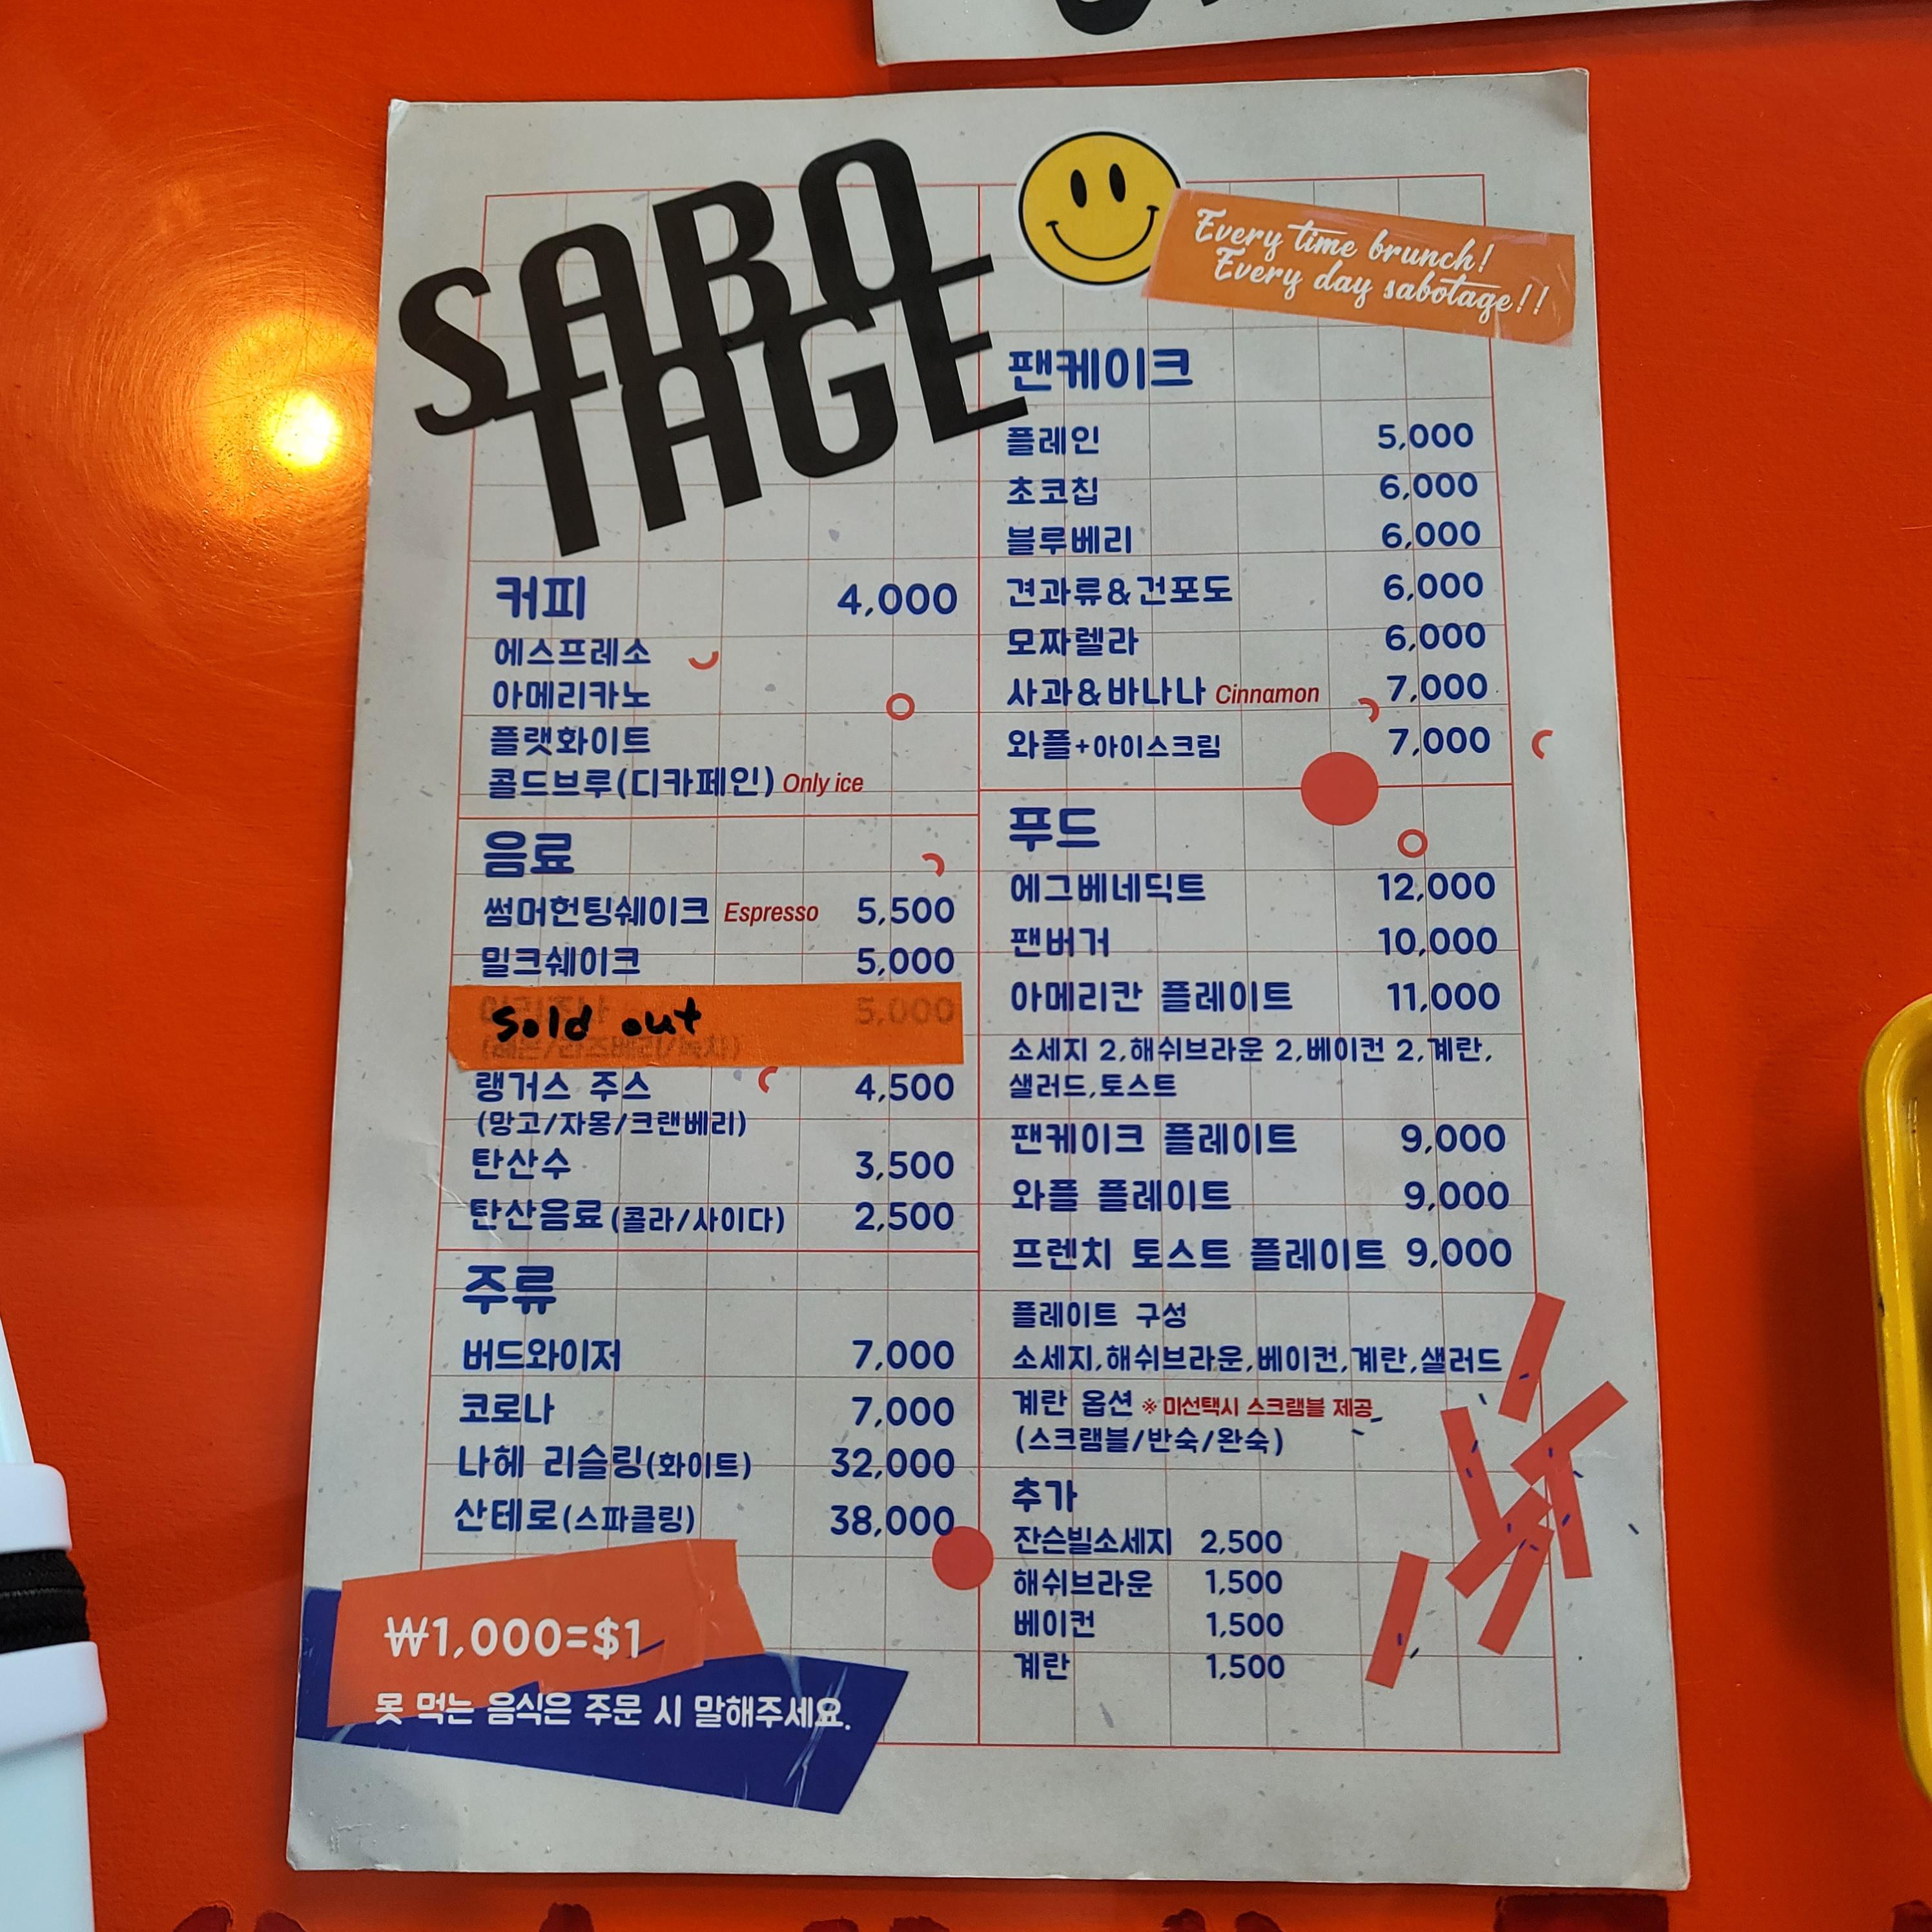 SABO
TAGE
Every time brunch!
Every day sabotage!!
커피 4,000
에스프레소
아메리카노
플랫화이트
콜드브루(디카페인) Only ice
음료
썸머헌팅쉐이크 Espresso 5,500
밀크쉐이크 5,000
5,000
sold out
랭거스 주스 4,500
(망고/자몽/크랜베리)
탄산수 3,500
탄산음료(콜라/사이다) 2,500
주류
버드와이저 7,000
코로나 7,000
나헤 리슬링(화이트) 32,000
산테로(스파클링) 38,000
₩1,000=$1
못 먹는 음식은 주문 시 말해주세요.
팬케이크
플레인 5,000
초코칩 6,000
블루베리 6,000
견과류&건포도 6,000
모짜렐라 6,000
사과&바나나 Cinnamon 7,000
와플+아이스크림 7,000
푸드
에그베네딕트 12,000
팬버거 10,000
아메리칸 플레이트 11,000
소세지 2,해쉬브라운 2,베이컨 2,계란,
샐러드,토스트
팬케이크 플레이트 9,000
와플 플레이트 9,000
프렌치 토스트 플레이트 9,000
플레이트 구성
소세지,해쉬브라운,베이컨,계란,샐러드
계란 옵션 ※ 미선택시 스크램블 제공
(스크램블/반숙/완숙)
추가
잔슨빌소세지 2,500
해쉬브라운 1,500
베이컨 1,500
계란 1,500